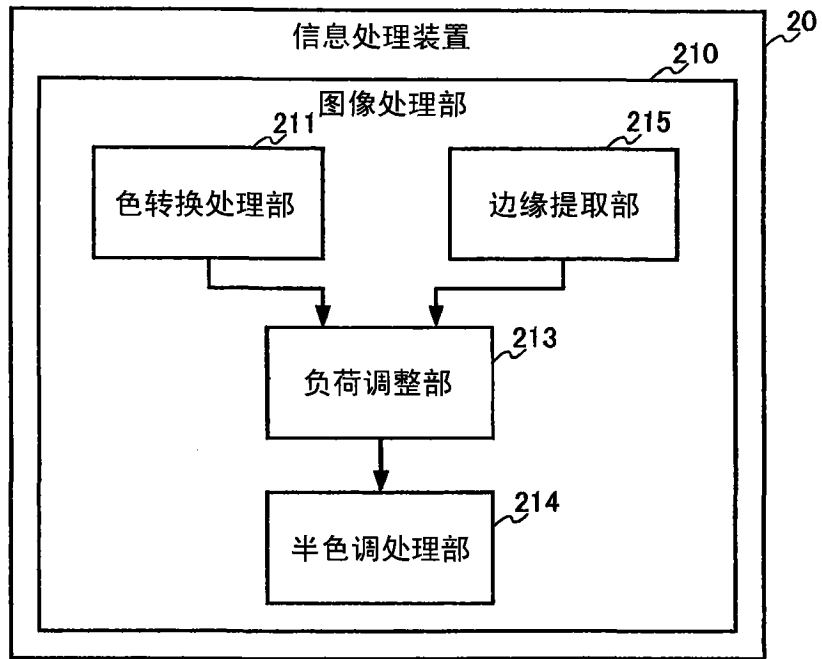 信息处理装置
20
210
图像处理部
211
215
色转换处理部
边缘提取部
213
负荷调整部
214
半色调处理部